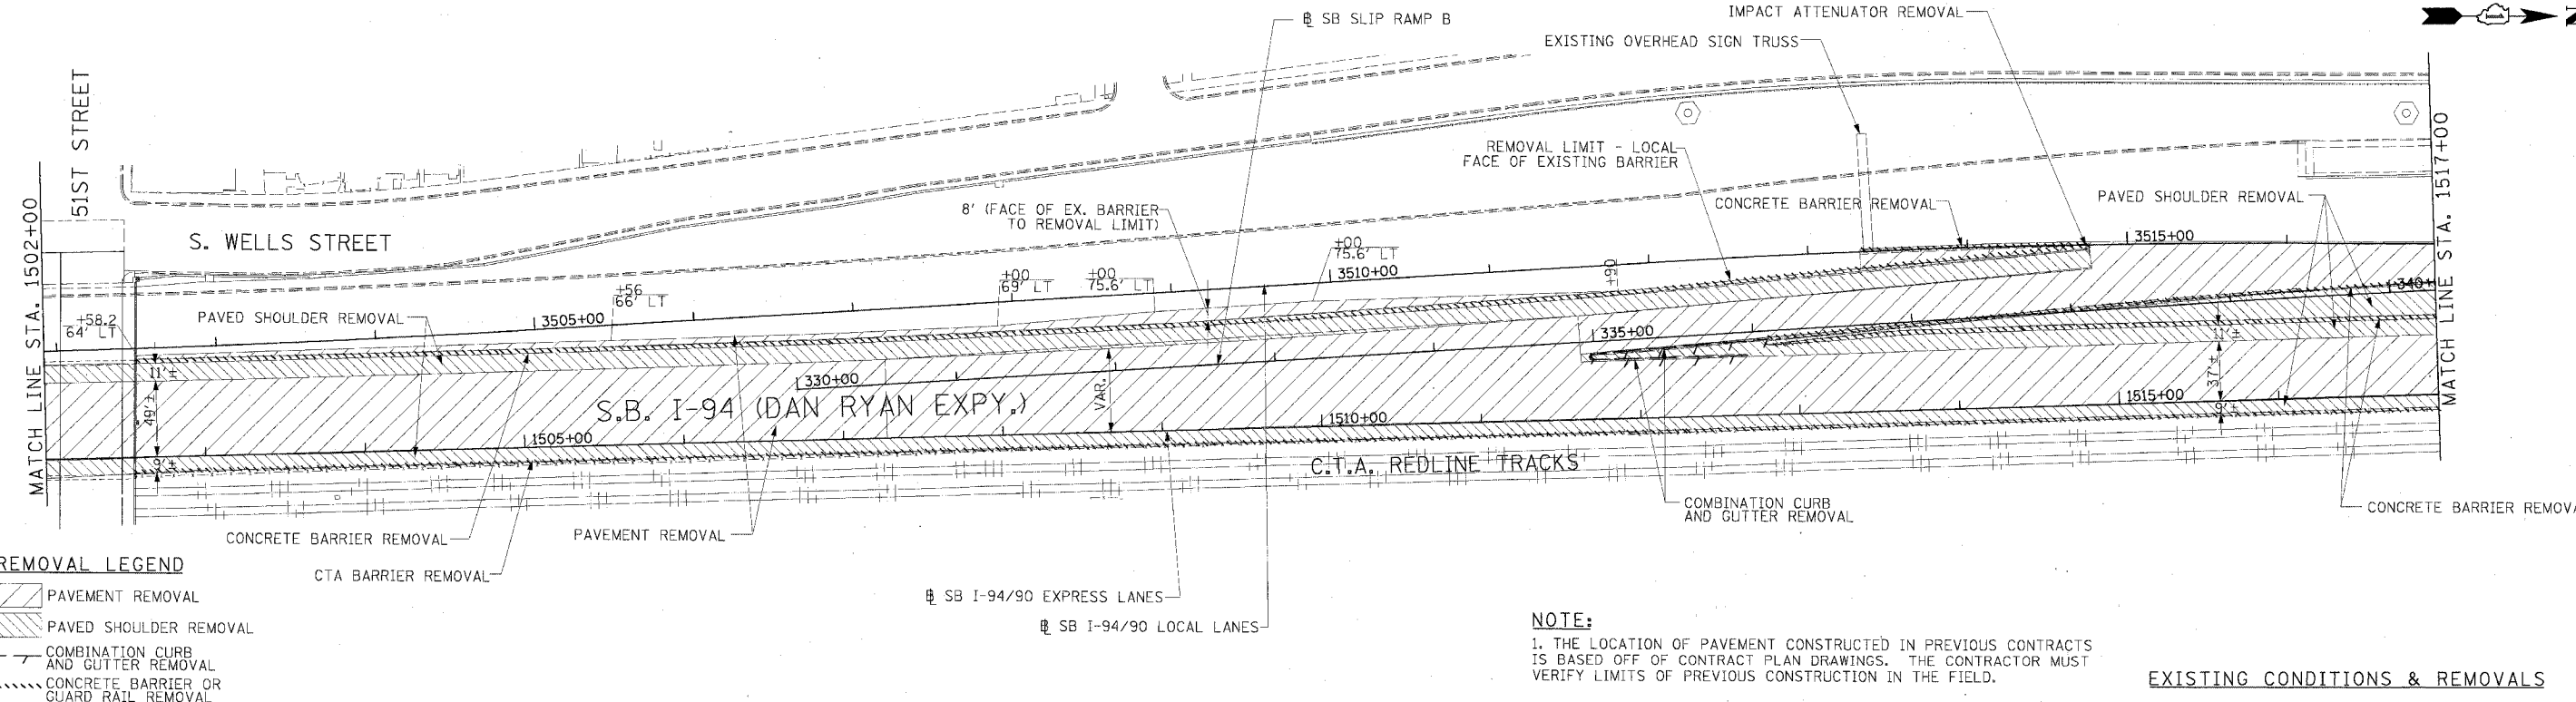 ℄ SB SLIP RAMP B
IMPACT ATTENUATOR REMOVAL
EXISTING OVERHEAD SIGN TRUSS
51ST STREET
MATCH LINE STA. 1502+00
S. WELLS STREET
REMOVAL LIMIT - LOCAL
FACE OF EXISTING BARRIER
8' (FACE OF EX. BARRIER
TO REMOVAL LIMIT)
CONCRETE BARRIER REMOVAL
PAVED SHOULDER REMOVAL
MATCH LINE STA. 1517+00
+58.2
64' LT
PAVED SHOULDER REMOVAL
3505+00
+56
66' LT
+00
69' LT
+00
75.6' LT
+00
75.6' LT
3510+00
+90
3515+00
340+
335+00
330+00
11'±
49'±
9'±
VAR.
37'±
S.B. I-94 (DAN RYAN EXPY.)
1505+00
1510+00
1515+00
C.T.A. REDLINE TRACKS
CONCRETE BARRIER REMOVAL
PAVEMENT REMOVAL
CTA BARRIER REMOVAL
COMBINATION CURB
AND GUTTER REMOVAL
CONCRETE BARRIER REMOVA
℄ SB I-94/90 EXPRESS LANES
℄ SB I-94/90 LOCAL LANES
REMOVAL LEGEND
PAVEMENT REMOVAL
PAVED SHOULDER REMOVAL
COMBINATION CURB
AND GUTTER REMOVAL
CONCRETE BARRIER OR
GUARD RAIL REMOVAL
NOTE:
1. THE LOCATION OF PAVEMENT CONSTRUCTED IN PREVIOUS CONTRACTS
IS BASED OFF OF CONTRACT PLAN DRAWINGS. THE CONTRACTOR MUST
VERIFY LIMITS OF PREVIOUS CONSTRUCTION IN THE FIELD.
EXISTING CONDITIONS & REMOVALS